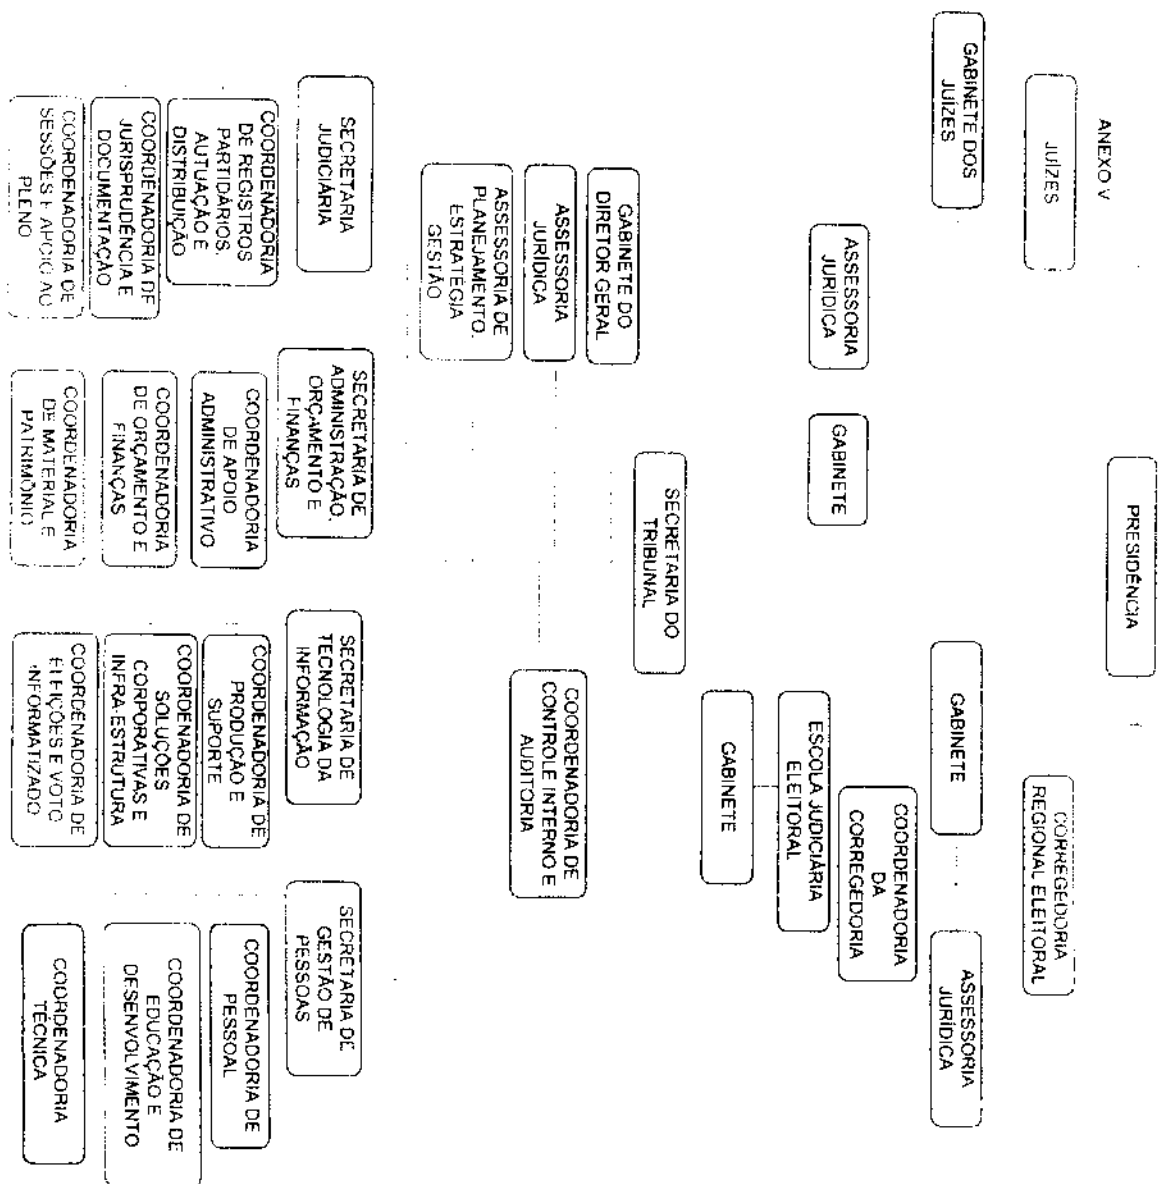 ANEXO V
PRESIDÊNCIA
JUÍZES
CORREGEDORIA
REGIONAL ELEITORAL
GABINETE DOS
JUÍZES
GABINETE
ASSESSORIA
JURÍDICA
COORDENADORIA
DA
CORREGEDORIA
ASSESSORIA
JURÍDICA
GABINETE
ESCOLA JUDICIÁRIA
ELEITORAL
GABINETE
SECRETARIA DO
TRIBUNAL
GABINETE DO
DIRETOR GERAL
ASSESSORIA
JURÍDICA
COORDENADORIA DE
CONTROLE INTERNO E
AUDITORIA
ASSESSORIA DE
PLANEJAMENTO,
ESTRATÉGIA
GESTÃO
SECRETARIA
JUDICIÁRIA
SECRETARIA DE
ADMINISTRAÇÃO,
ORÇAMENTO E
FINANÇAS
SECRETARIA DE
TECNOLOGIA DA
INFORMAÇÃO
SECRETARIA DE
GESTÃO DE
PESSOAS
COORDENADORIA
DE REGISTROS
PARTIDÁRIOS,
AUTUAÇÃO E
DISTRIBUIÇÃO
COORDENADORIA
DE APOIO
ADMINISTRATIVO
COORDENADORIA DE
PRODUÇÃO E
SUPORTE
COORDENADORIA DE
PESSOAL
COORDENADORIA DE
JURISPRUDÊNCIA E
DOCUMENTAÇÃO
COORDENADORIA
DE ORÇAMENTO E
FINANÇAS
COORDENADORIA DE
SOLUÇÕES
CORPORATIVAS E
INFRA-ESTRUTURA
COORDENADORIA DE
EDUCAÇÃO E
DESENVOLVIMENTO
COORDENADORIA DE
SESSÕES E APOIO AO
PLENO
COORDENADORIA
DE MATERIAL E
PATRIMÔNIO
COORDENADORIA DE
ELEIÇÕES E VOTO
INFORMATIZADO
COORDENADORIA
TÉCNICA